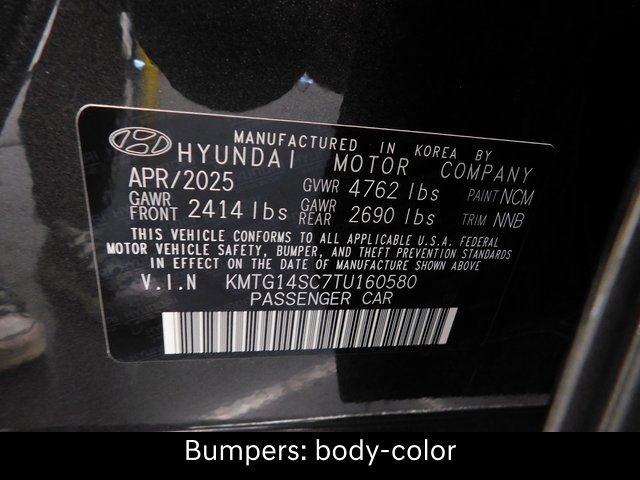 MANUFACTURED IN KOREA BY
HYUNDAI MOTOR COMPANY
APR/2025 GVWR 4762 lbs PAINT NCM
GAWR FRONT 2414 lbs GAWR REAR 2690 lbs TRIM NNB
THIS VEHICLE CONFORMS TO ALL APPLICABLE U.S.A. FEDERAL
MOTOR VEHICLE SAFETY, BUMPER, AND THEFT PREVENTION STANDARDS
IN EFFECT ON THE DATE OF MANUFACTURE SHOWN ABOVE
V.I.N KMTG14SC7TU160580
PASSENGER CAR
Bumpers: body-color